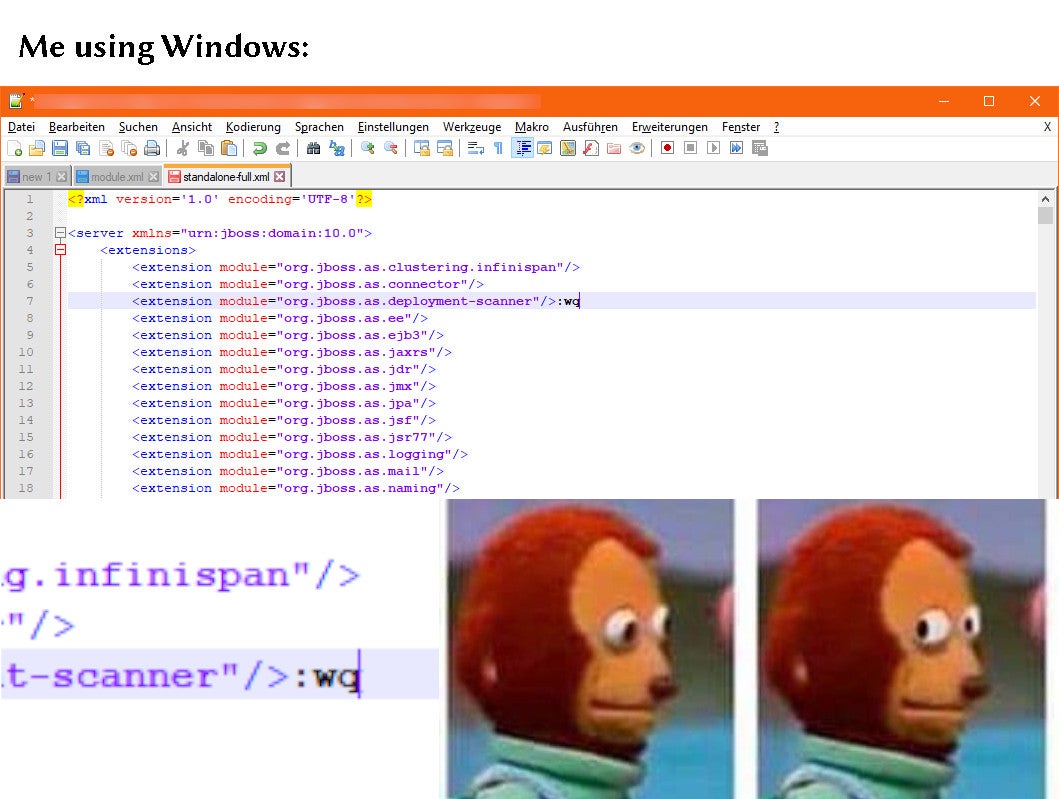 Me using Windows:
*
Datei Bearbeiten Suchen Ansicht Kodierung Sprachen Einstellungen Werkzeuge Makro Ausführen Erweiterungen Fenster ? X
new 1 module.xml standalone-full.xml
1 <?xml version='1.0' encoding='UTF-8'?>
2
3 <server xmlns="urn:jboss:domain:10.0">
4 <extensions>
5 <extension module="org.jboss.as.clustering.infinispan"/>
6 <extension module="org.jboss.as.connector"/>
7 <extension module="org.jboss.as.deployment-scanner"/>:wq
8 <extension module="org.jboss.as.ee"/>
9 <extension module="org.jboss.as.ejb3"/>
10 <extension module="org.jboss.as.jaxrs"/>
11 <extension module="org.jboss.as.jdr"/>
12 <extension module="org.jboss.as.jmx"/>
13 <extension module="org.jboss.as.jpa"/>
14 <extension module="org.jboss.as.jsf"/>
15 <extension module="org.jboss.as.jsr77"/>
16 <extension module="org.jboss.as.logging"/>
17 <extension module="org.jboss.as.mail"/>
18 <extension module="org.jboss.as.naming"/>
g.infinispan"/>
"/>
t-scanner"/>:wq